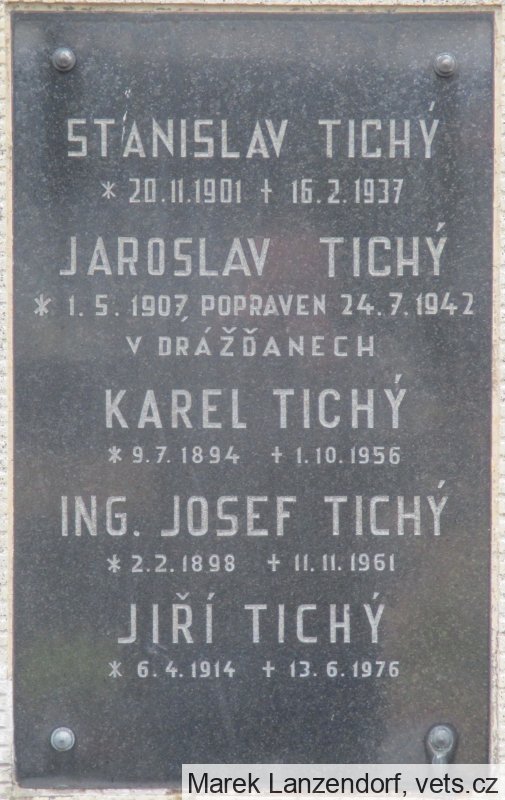 STANISLAV TICHÝ
* 20.11.1901 † 16.2.1937
JAROSLAV TICHÝ
* 1.5.1907, POPRAVEN 24.7.1942
V DRÁŽĎANECH
KAREL TICHÝ
* 9.7.1894 † 1.10.1956
ING. JOSEF TICHÝ
* 2.2.1898 † 11.11.1961
JIŘÍ TICHÝ
* 6.4.1914 † 13.6.1976
Marek Lanzendorf, vets.cz